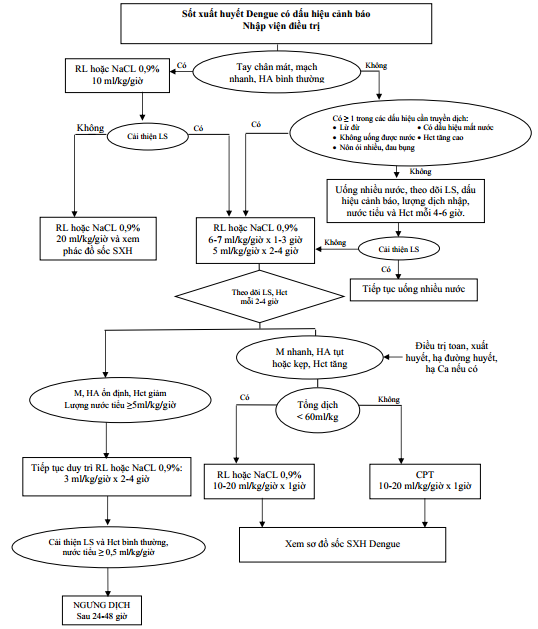 Sốt xuất huyết Dengue có dấu hiệu cảnh báo
Nhập viện điều trị
Tay chân mát, mạch
nhanh, HA bình thường
Có
Không
RL hoặc NaCL 0,9%
10 ml/kg/giờ
Cải thiện LS
Không
Có
Có ≥ 1 trong các dấu hiệu cần truyền dịch:
• Lừ đừ
• Có dấu hiệu mất nước
• Không uống được nước
• Hct tăng cao
• Nôn ói nhiều, đau bụng
Có
Không
Uống nhiều nước, theo dõi LS, dấu
hiệu cảnh báo, lượng dịch nhập,
nước tiểu và Hct mỗi 4-6 giờ.
RL hoặc NaCL 0,9%
20 ml/kg/giờ và xem
phác đồ sốc SXH
RL hoặc NaCL 0,9%
6-7 ml/kg/giờ x 1-3 giờ
5 ml/kg/giờ x 2-4 giờ
Không
Cải thiện LS
Có
Tiếp tục uống nhiều nước
Theo dõi LS, Hct
mỗi 2-4 giờ
M nhanh, HA tụt
hoặc kẹp, Hct tăng
Điều trị toan, xuất
huyết, hạ đường huyết,
hạ Ca nếu có
M, HA ổn định, Hct giảm
Lượng nước tiểu ≥5ml/kg/giờ
Có
Tổng dịch
< 60ml/kg
Không
Tiếp tục duy trì RL hoặc NaCL 0,9%:
3 ml/kg/giờ x 2-4 giờ
RL hoặc NaCL 0,9%
10-20 ml/kg/giờ x 1giờ
CPT
10-20 ml/kg/giờ x 1giờ
Cải thiện LS và Hct bình thường,
nước tiểu ≥ 0,5 ml/kg/giờ
Xem sơ đồ sốc SXH Dengue
NGƯNG DỊCH
Sau 24-48 giờ